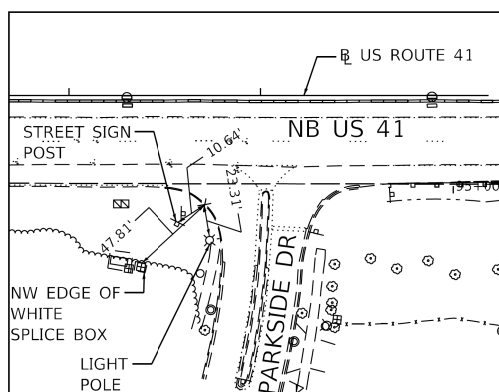 ℄ US ROUTE 41
STREET SIGN
POST
NB US 41
10.64'
23.31'
47.81'
95+00
NW EDGE OF
WHITE
SPLICE BOX
LIGHT
POLE
PARKSIDE DR